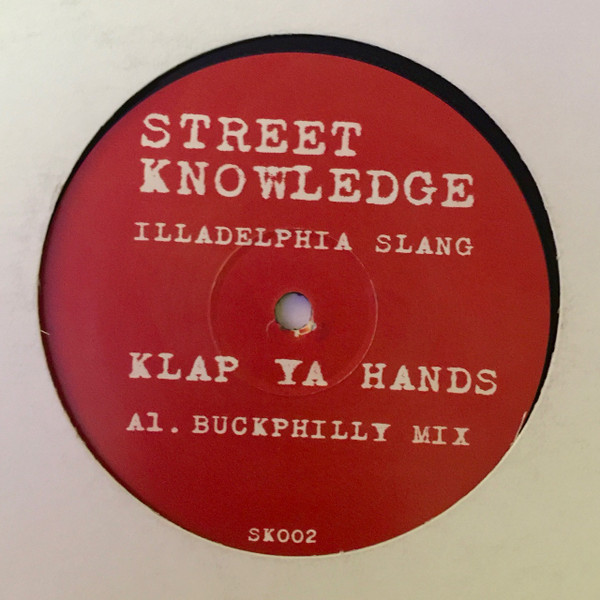 STREET
KNOWLEDGE
ILLADELPHIA SLANG
KLAP YA HANDS
A1. BUCKPHILLY MIX
SK002